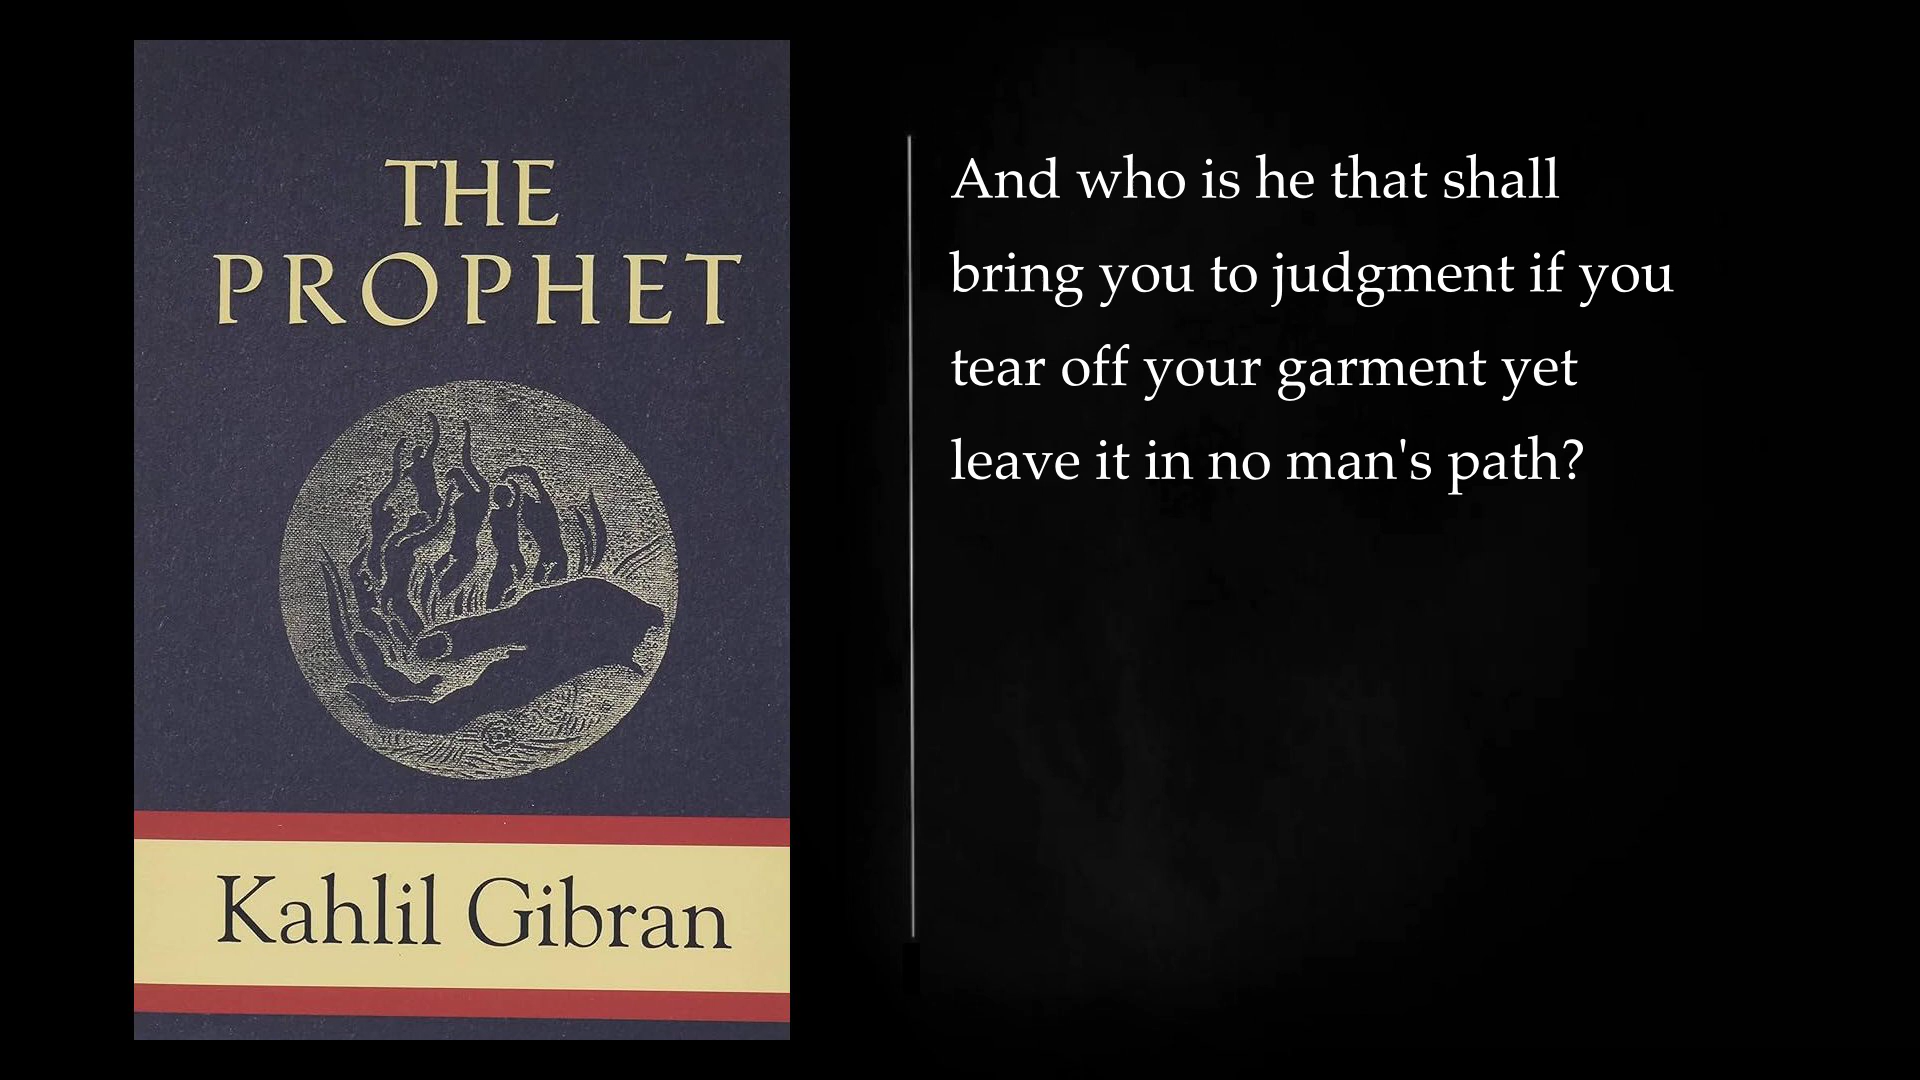 THE
PROPHET
Kahlil Gibran
And who is he that shall
bring you to judgment if you
tear off your garment yet
leave it in no man's path?